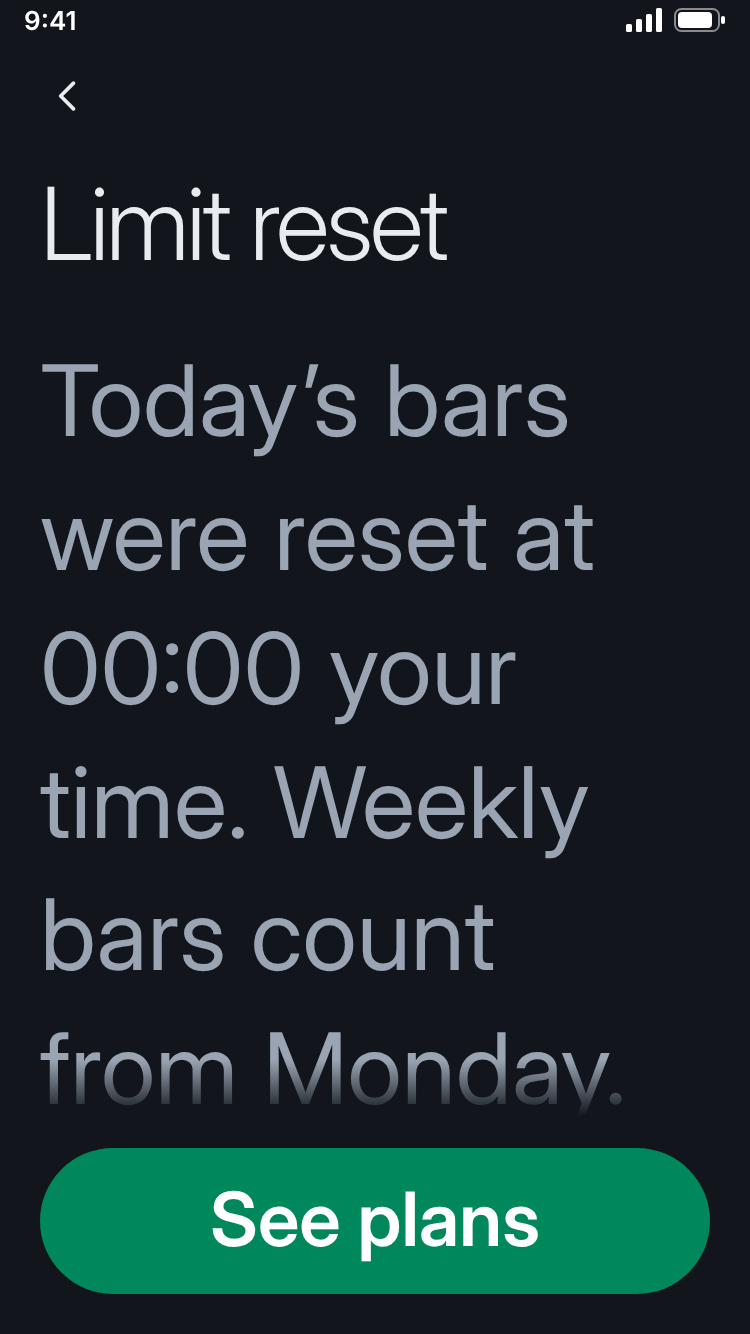 9:41
Limit reset
Today’s bars
were reset at
00:00 your
time. Weekly
bars count
from Monday.
See plans